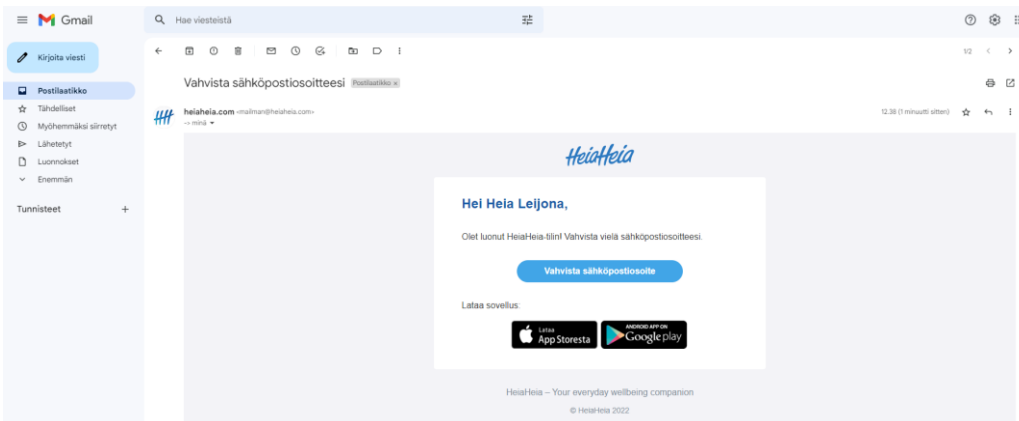 Gmail
Hae viesteistä
Kirjoita viesti
Postilaatikko
Tähdelliset
Myöhemmäksi siirretyt
Lähetetyt
Luonnokset
Enemmän
Tunnisteet
1/2
Vahvista sähköpostiosoitteesi Postilaatikko x
heiaheia.com <mailman@heiaheia.com>
-> minä
12.38 (1 minuutti sitten)
HeiaHeia
Hei Heia Leijona,
Olet luonut HeiaHeia-tilin! Vahvista vielä sähköpostiosoitteesi.
Vahvista sähköpostiosoite
Lataa sovellus:
Lataa
App Storesta
ANDROID APP ON
Google play
HeiaHeia – Your everyday wellbeing companion
© HeiaHeia 2022